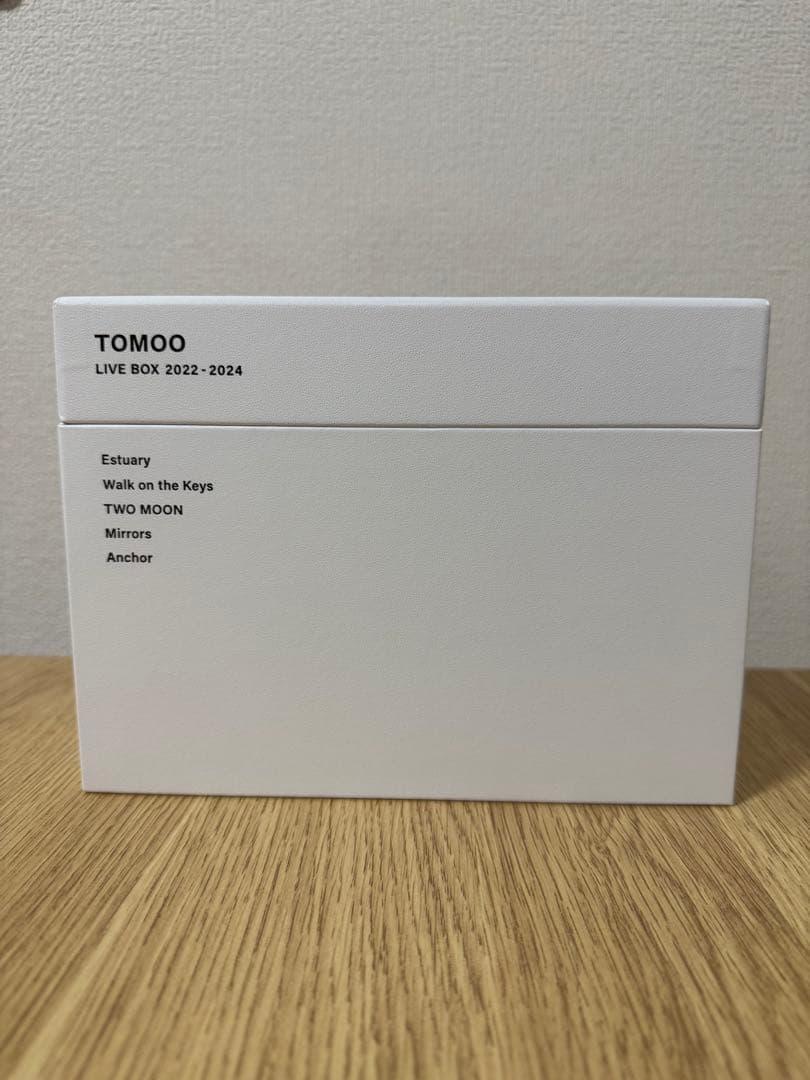 TOMOO
LIVE BOX 2022-2024
Estuary
Walk on the Keys
TWO MOON
Mirrors
Anchor